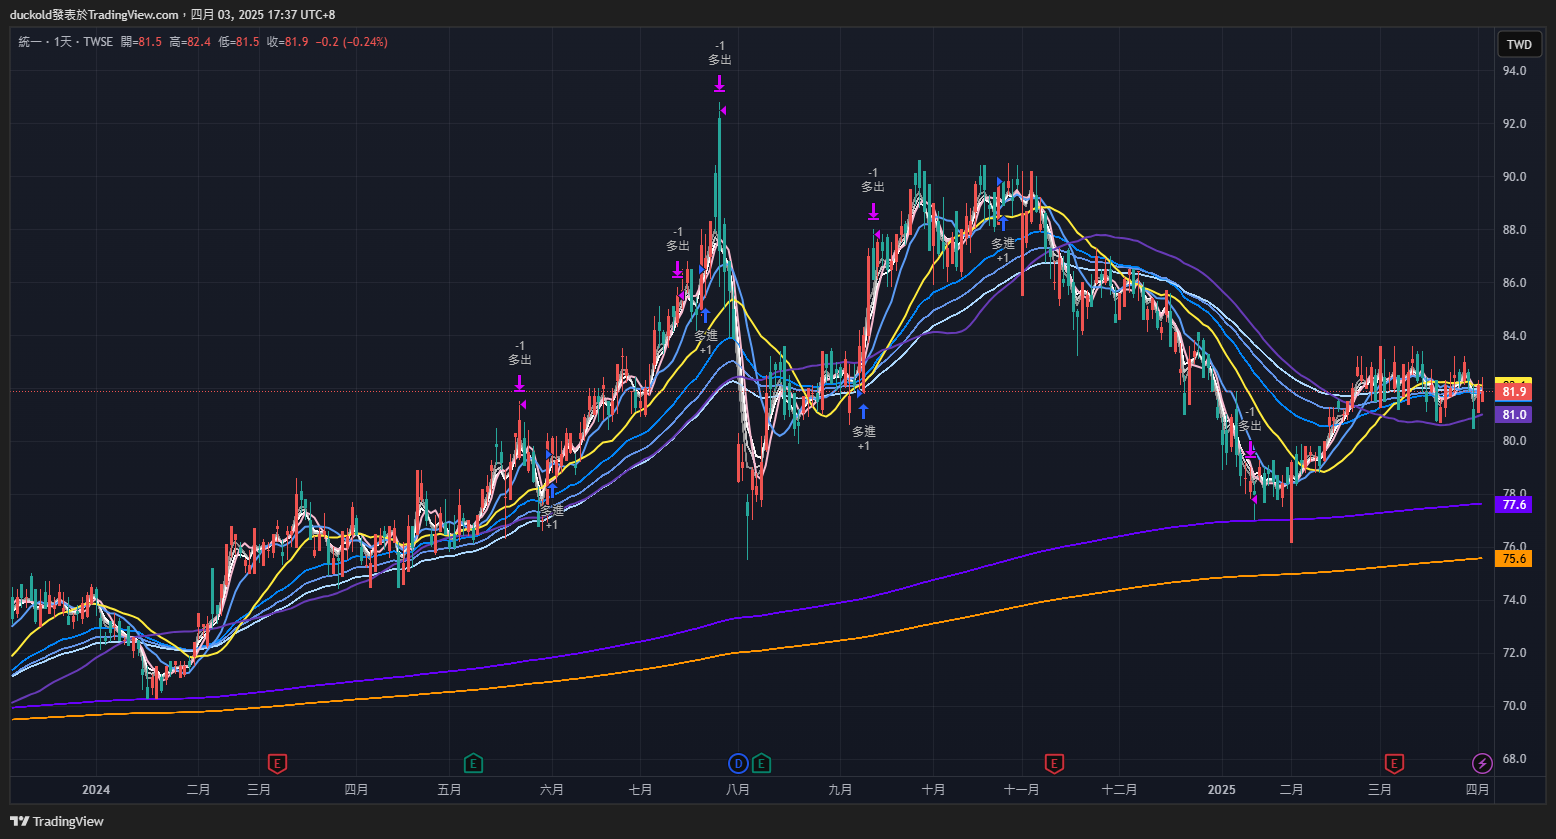 duckold發表於TradingView.com，四月 03, 2025 17:37 UTC+8
統一 · 1天 · TWSE 開=81.5 高=82.4 低=81.5 收=81.9 −0.2 (−0.24%)
TWD
94.0
92.0
90.0
88.0
86.0
84.0
81.9
81.0
80.0
78.0
77.6
76.0
75.6
74.0
72.0
70.0
68.0
-1
多出
-1
多出
多進
+1
-1
多出
-1
多出
多進
+1
多進
+1
多進
+1
-1
多出
E
E
D
E
E
E
2024 二月 三月 四月 五月 六月 七月 八月 九月 十月 十一月 十二月 2025 二月 三月 四月
TradingView